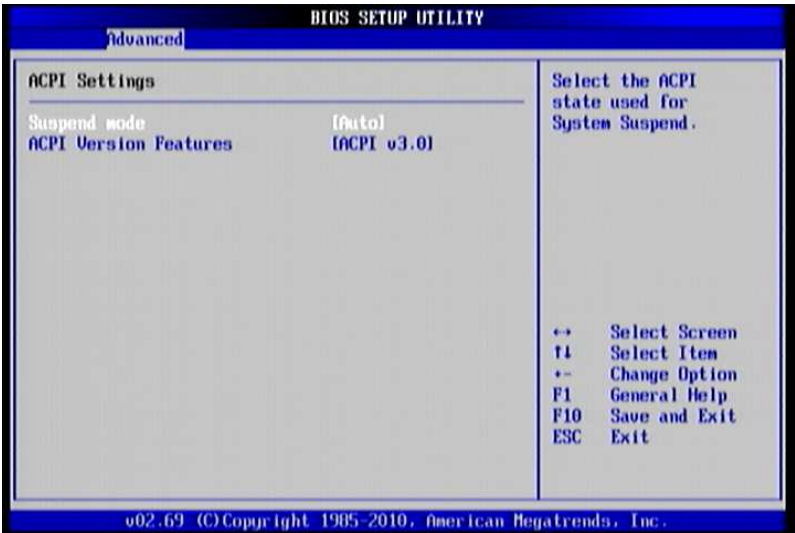 BIOS SETUP UTILITY
Advanced
ACPI Settings
Suspend mode [Auto]
ACPI Version Features [ACPI v3.0]
Select the ACPI
state used for
System Suspend.
↔ Select Screen
↑↓ Select Item
+- Change Option
F1 General Help
F10 Save and Exit
ESC Exit
v02.69 (C)Copyright 1985-2010, American Megatrends, Inc.